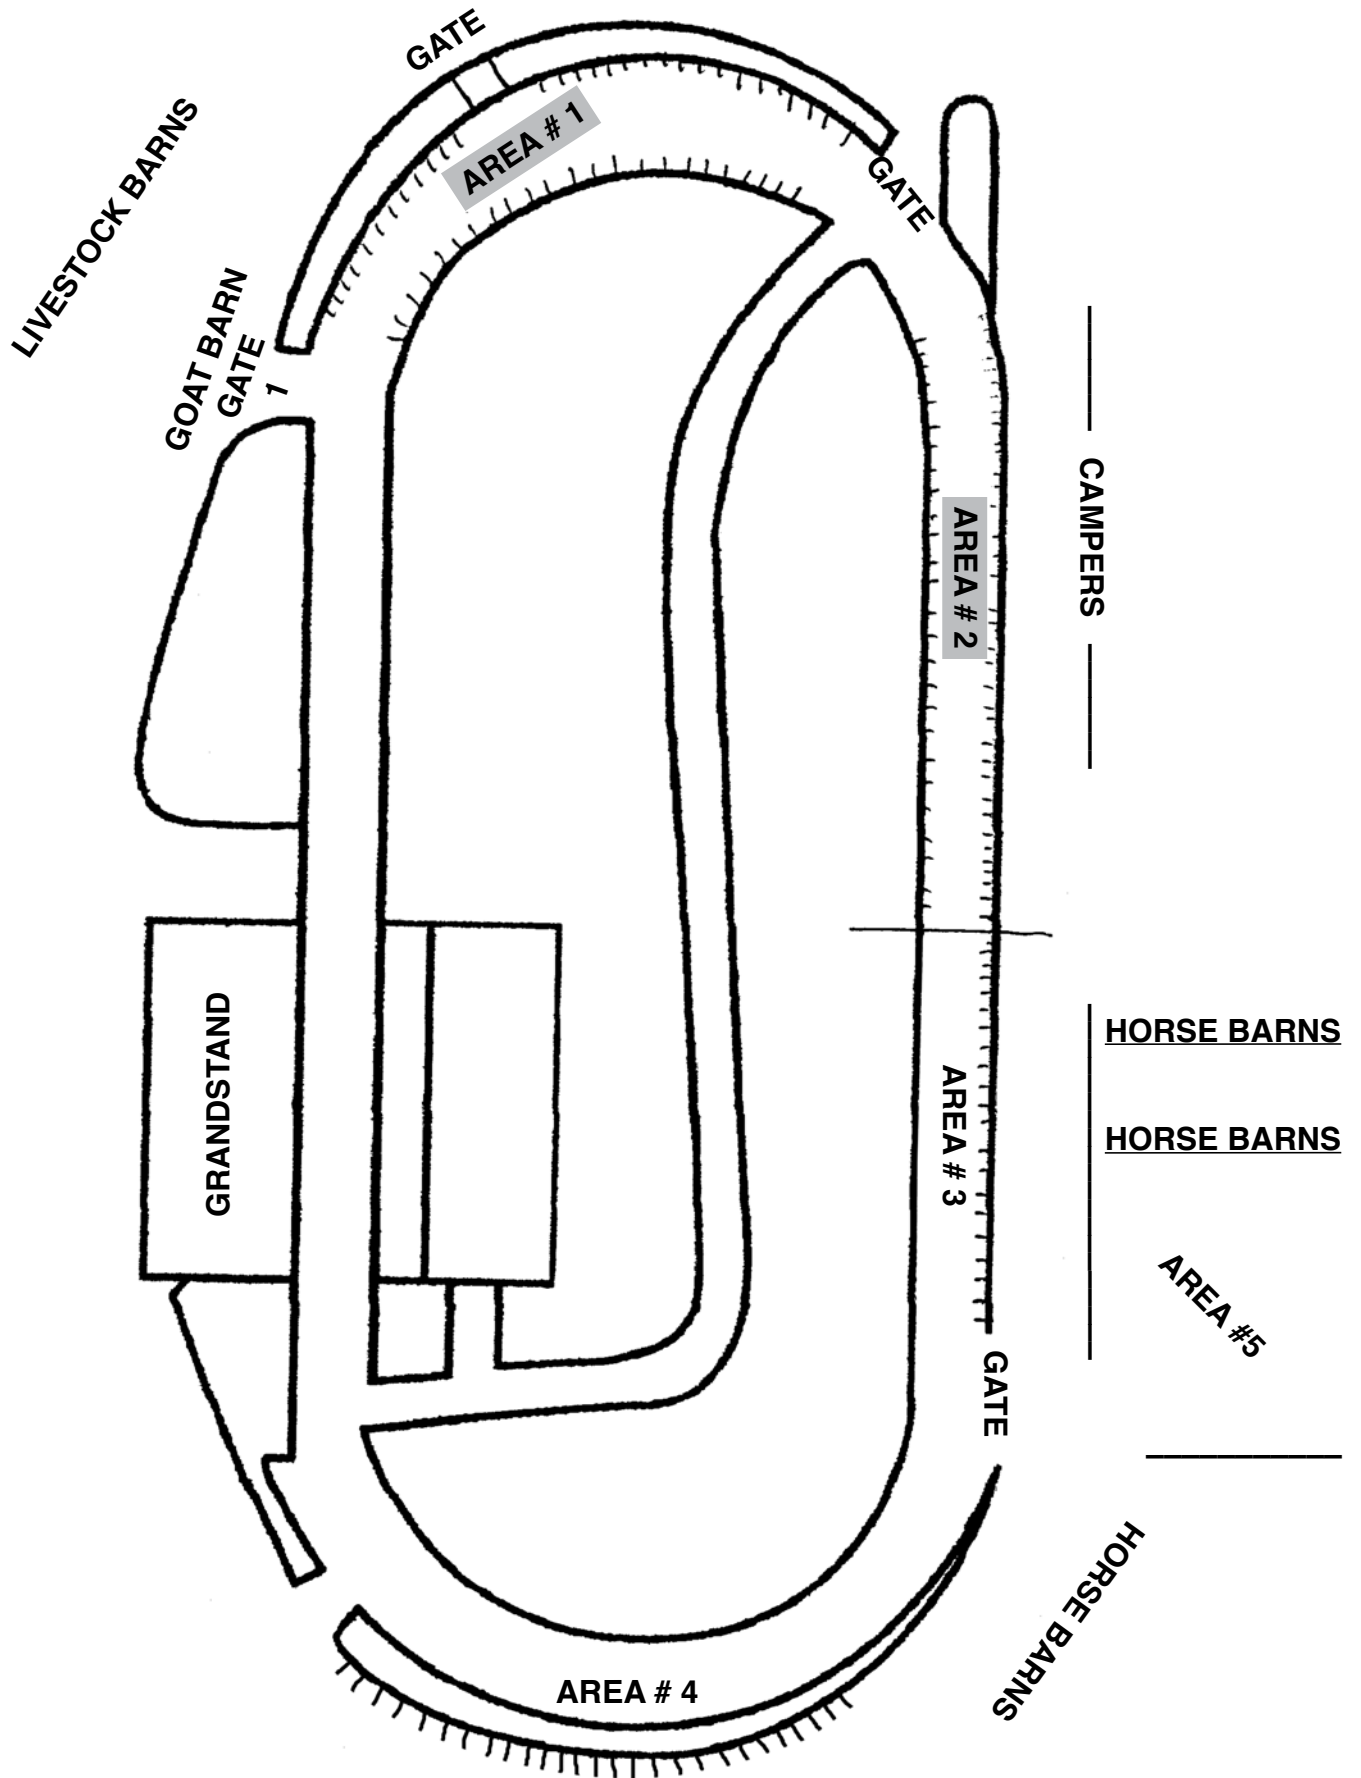 GATE
AREA # 1
LIVESTOCK BARNS
GATE
GOAT BARN
GATE
1
CAMPERS
AREA # 2
GRANDSTAND
HORSE BARNS
AREA # 3
HORSE BARNS
AREA #5
GATE
HORSE BARNS
AREA # 4